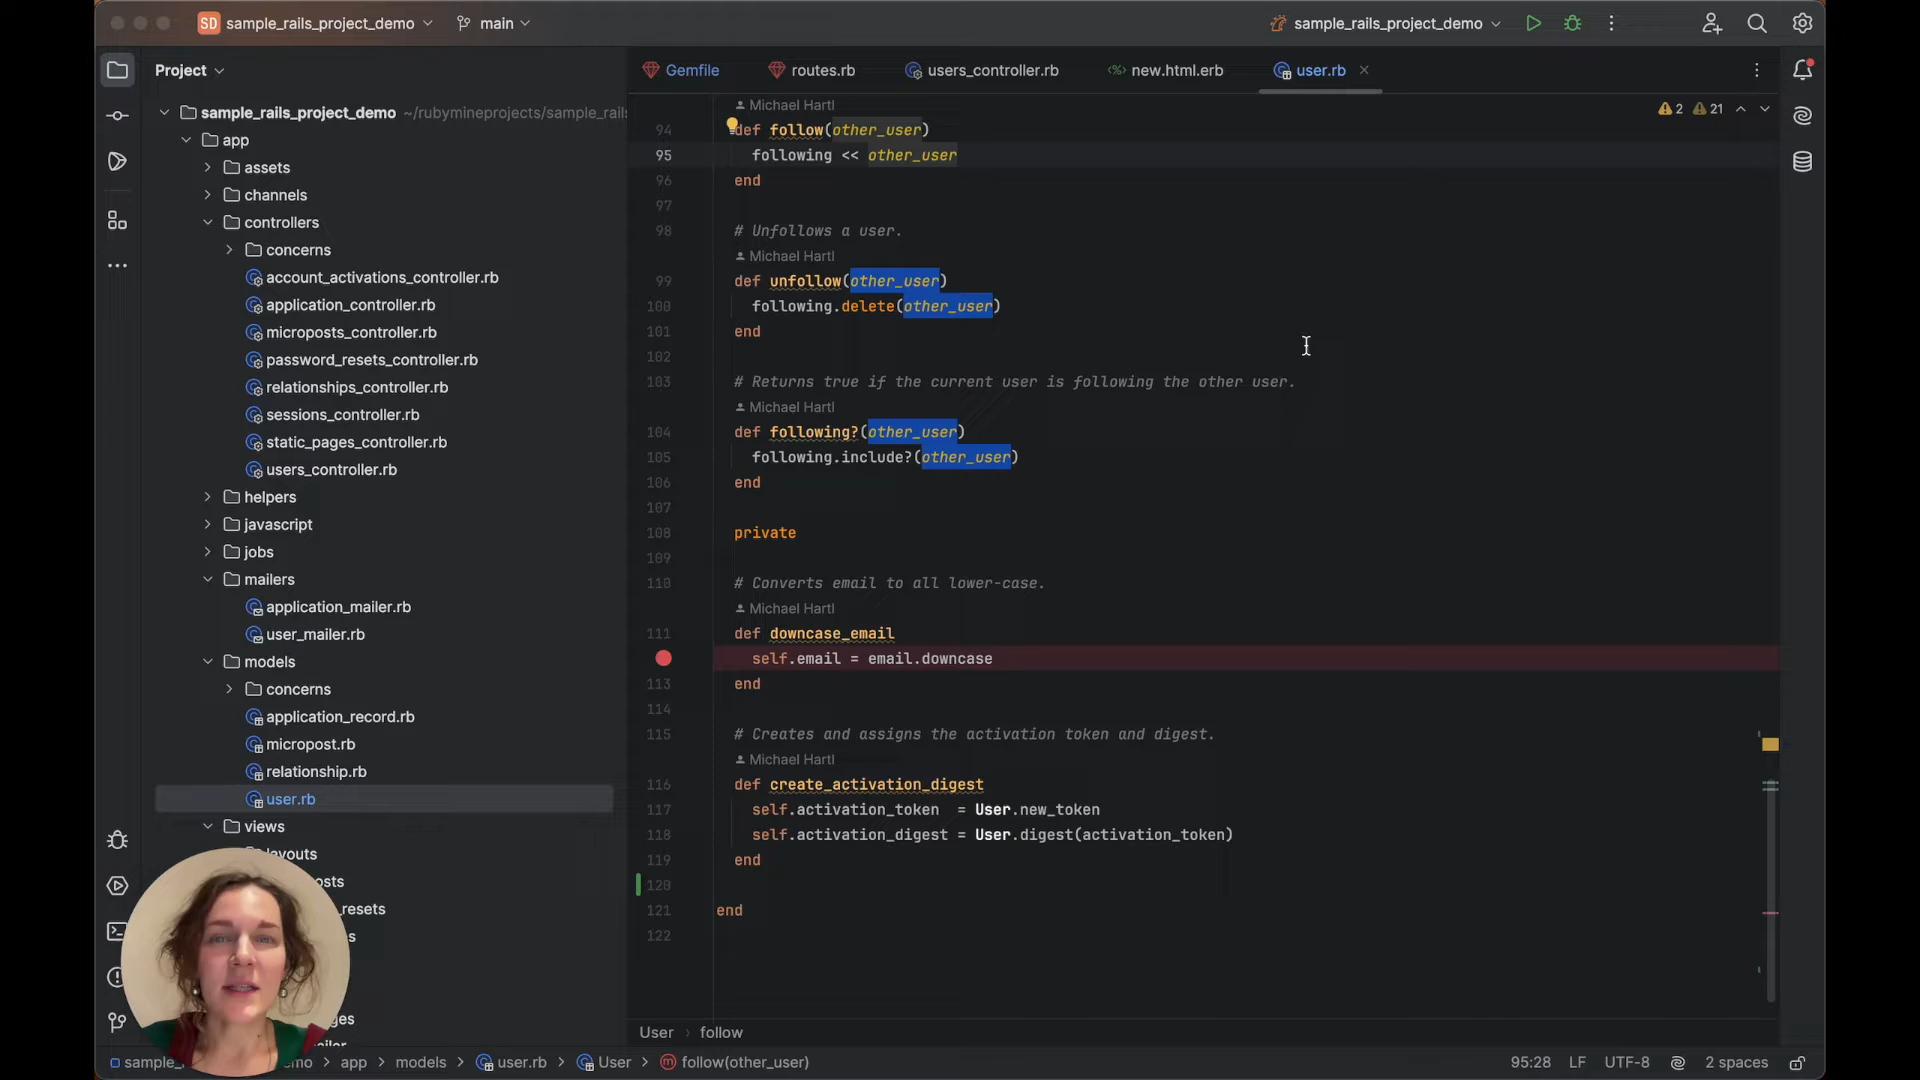 SD sample_rails_project_demo main sample_rails_project_demo
Project
Gemfile routes.rb users_controller.rb new.html.erb user.rb
sample_rails_project_demo ~/rubymineprojects/sample_rails
app
assets
channels
controllers
concerns
account_activations_controller.rb
application_controller.rb
microposts_controller.rb
password_resets_controller.rb
relationships_controller.rb
sessions_controller.rb
static_pages_controller.rb
users_controller.rb
helpers
javascript
jobs
mailers
application_mailer.rb
user_mailer.rb
models
concerns
application_record.rb
micropost.rb
relationship.rb
user.rb
views
layouts
osts
_resets
Michael Hartl
2 21
94 def follow(other_user)
95 following << other_user
96 end
97
98 # Unfollows a user.
Michael Hartl
99 def unfollow(other_user)
100 following.delete(other_user)
101 end
102
103 # Returns true if the current user is following the other user.
Michael Hartl
104 def following?(other_user)
105 following.include?(other_user)
106 end
107
108 private
109
110 # Converts email to all lower-case.
Michael Hartl
111 def downcase_email
self.email = email.downcase
113 end
114
115 # Creates and assigns the activation token and digest.
Michael Hartl
116 def create_activation_digest
117 self.activation_token = User.new_token
118 self.activation_digest = User.digest(activation_token)
119 end
120
121 end
122
User follow
sample_ mo app models user.rb User follow(other_user) 95:28 LF UTF-8 2 spaces